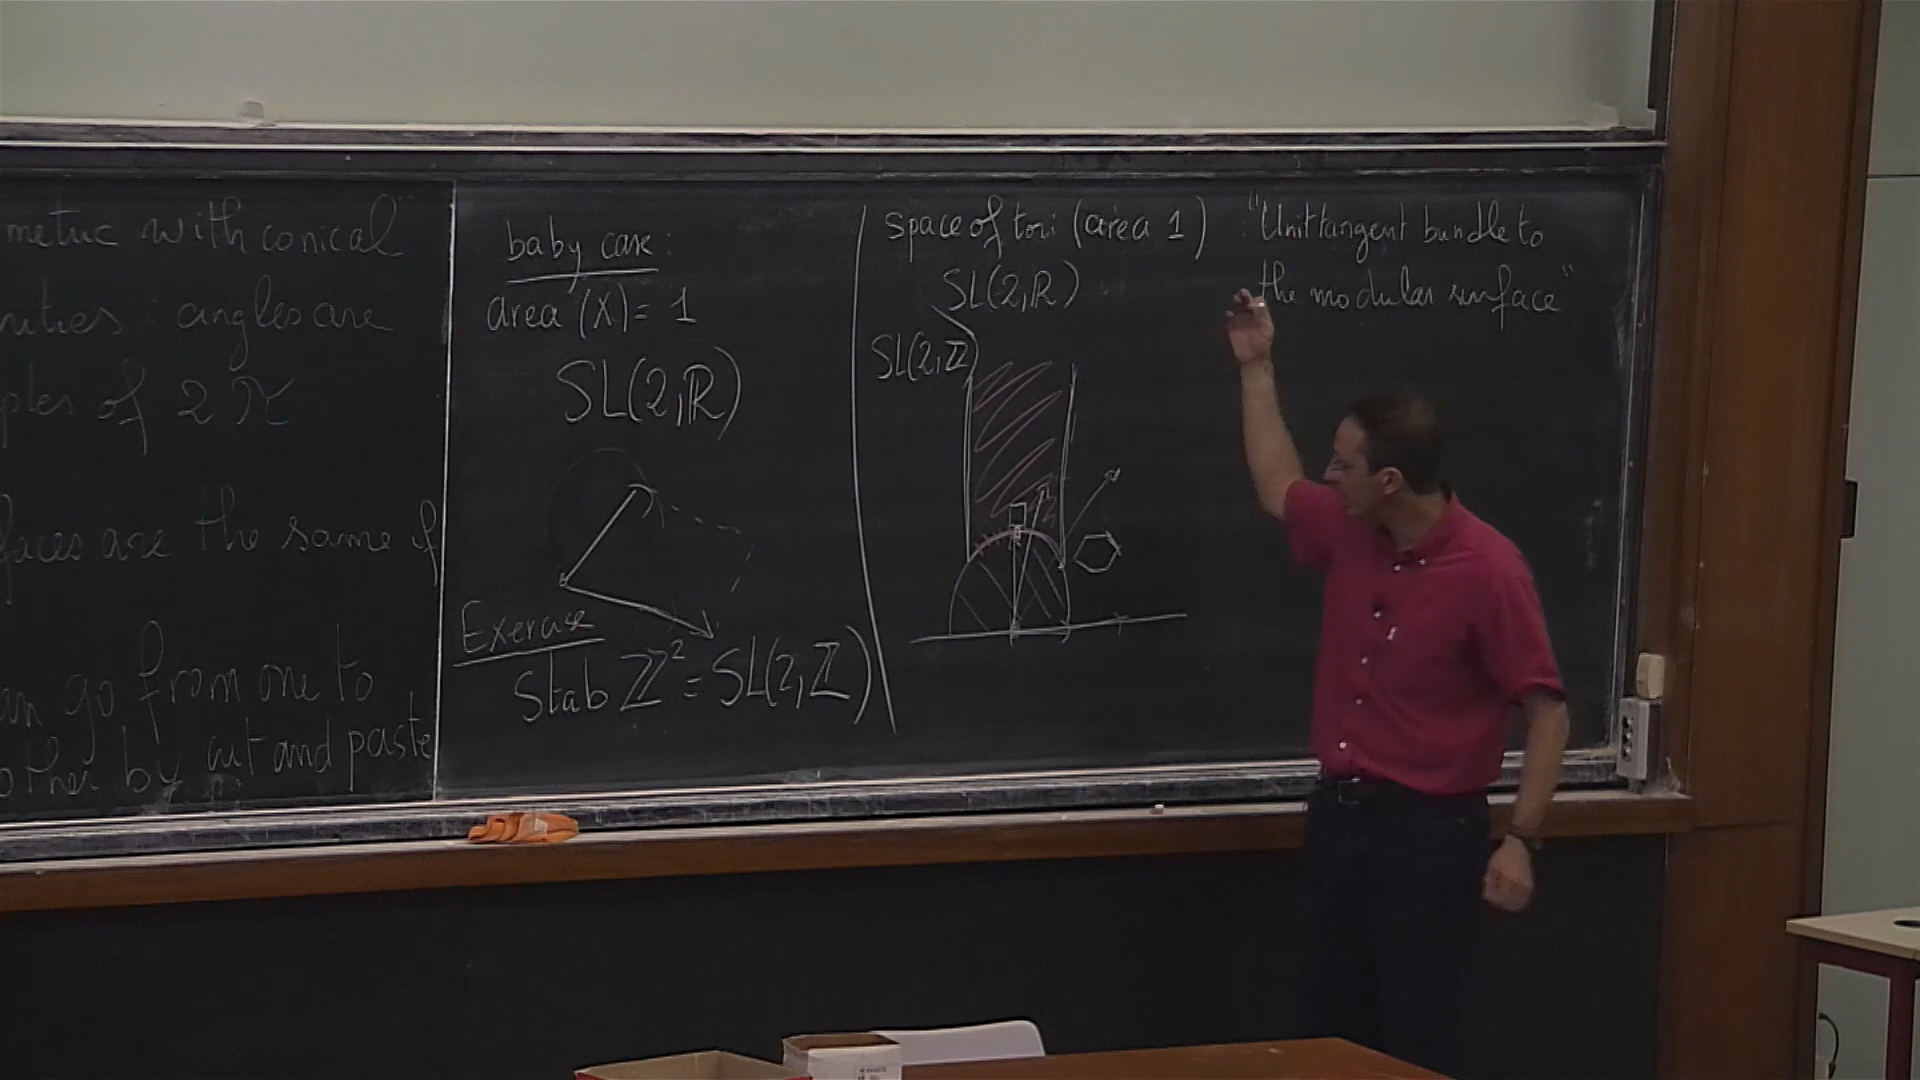 metric with conical
angles are
of 2π
are the same if
go from one to
by cut and paste
baby case:
area (X) = 1
SL(2,ℝ)
Exercise
Stab ℤ² = SL(2,ℤ)
space of tori (area 1)
SL(2,ℝ)
SL(2,ℤ)
"Unit tangent bundle to
the modular surface"